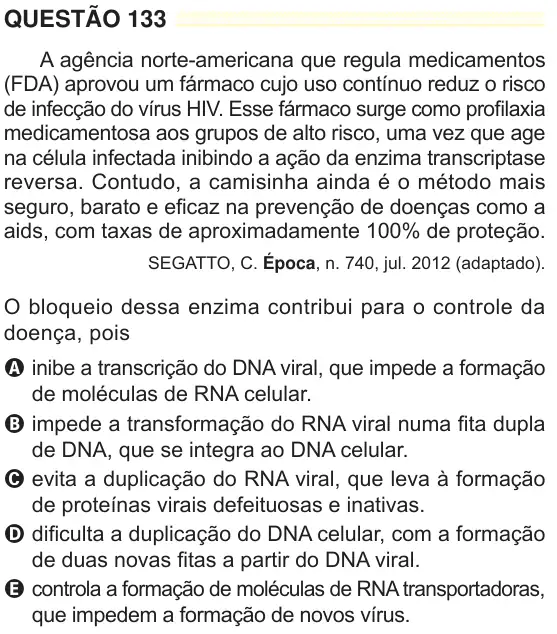 QUESTÃO 133
A agência norte-americana que regula medicamentos
(FDA) aprovou um fármaco cujo uso contínuo reduz o risco
de infecção do vírus HIV. Esse fármaco surge como profilaxia
medicamentosa aos grupos de alto risco, uma vez que age
na célula infectada inibindo a ação da enzima transcriptase
reversa. Contudo, a camisinha ainda é o método mais
seguro, barato e eficaz na prevenção de doenças como a
aids, com taxas de aproximadamente 100% de proteção.
SEGATTO, C. Época, n. 740, jul. 2012 (adaptado).
O bloqueio dessa enzima contribui para o controle da
doença, pois
A inibe a transcrição do DNA viral, que impede a formação
de moléculas de RNA celular.
B impede a transformação do RNA viral numa fita dupla
de DNA, que se integra ao DNA celular.
C evita a duplicação do RNA viral, que leva à formação
de proteínas virais defeituosas e inativas.
D dificulta a duplicação do DNA celular, com a formação
de duas novas fitas a partir do DNA viral.
E controla a formação de moléculas de RNA transportadoras,
que impedem a formação de novos vírus.